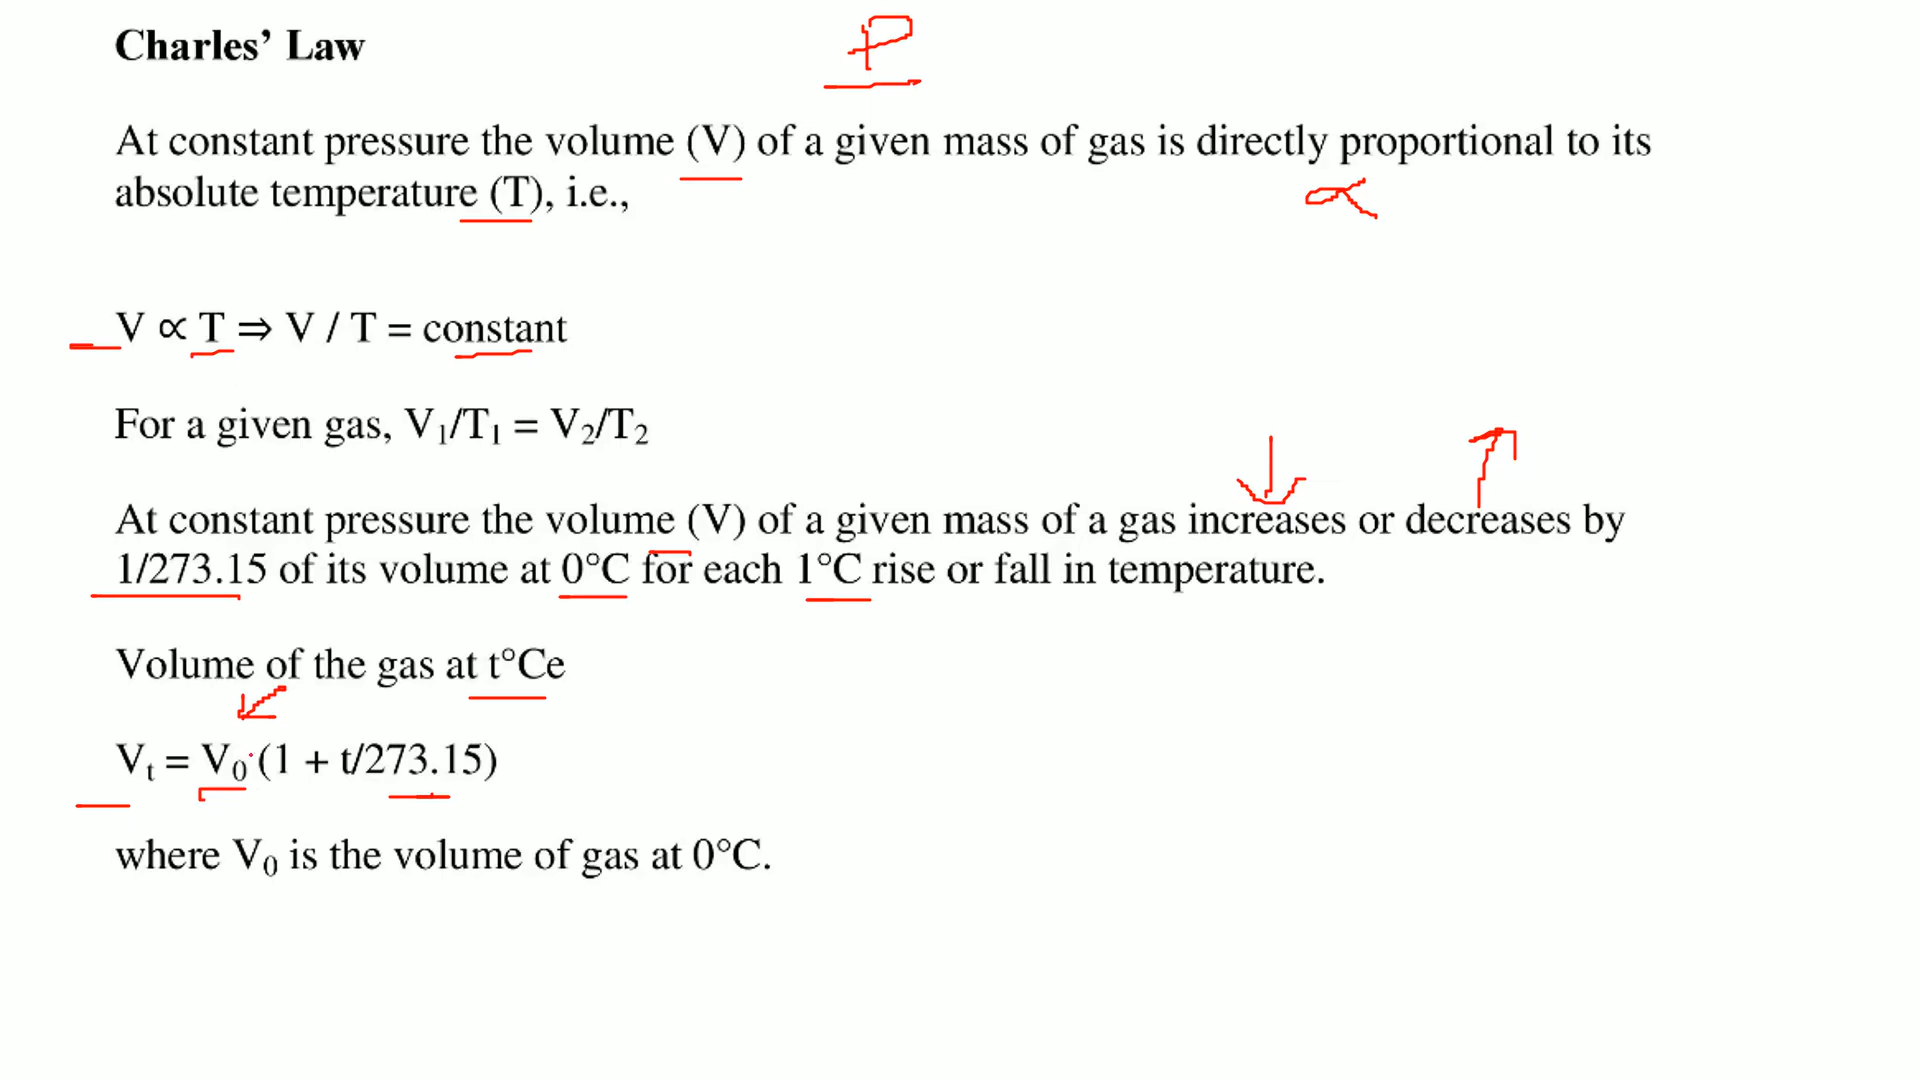 Charles’ Law
P
At constant pressure the volume (V) of a given mass of gas is directly proportional to its
absolute temperature (T), i.e.,
∝
V ∝ T ⇒ V / T = constant
For a given gas, V₁/T₁ = V₂/T₂
At constant pressure the volume (V) of a given mass of a gas increases or decreases by
1/273.15 of its volume at 0°C for each 1°C rise or fall in temperature.
Volume of the gas at t°Ce
Vₜ = V₀ (1 + t/273.15)
where V₀ is the volume of gas at 0°C.